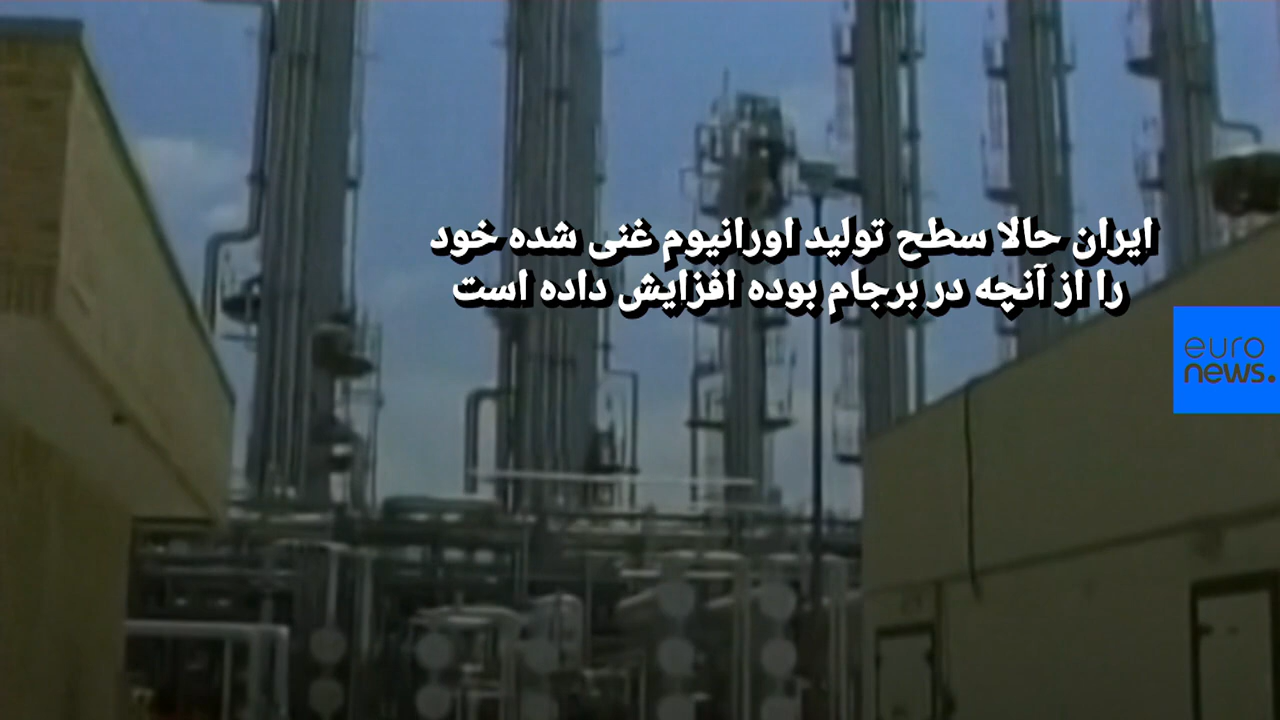 ایران حالا سطح تولید اورانیوم غنی شده خود
را از آنچه در برجام بوده افزایش داده است
euro
news.